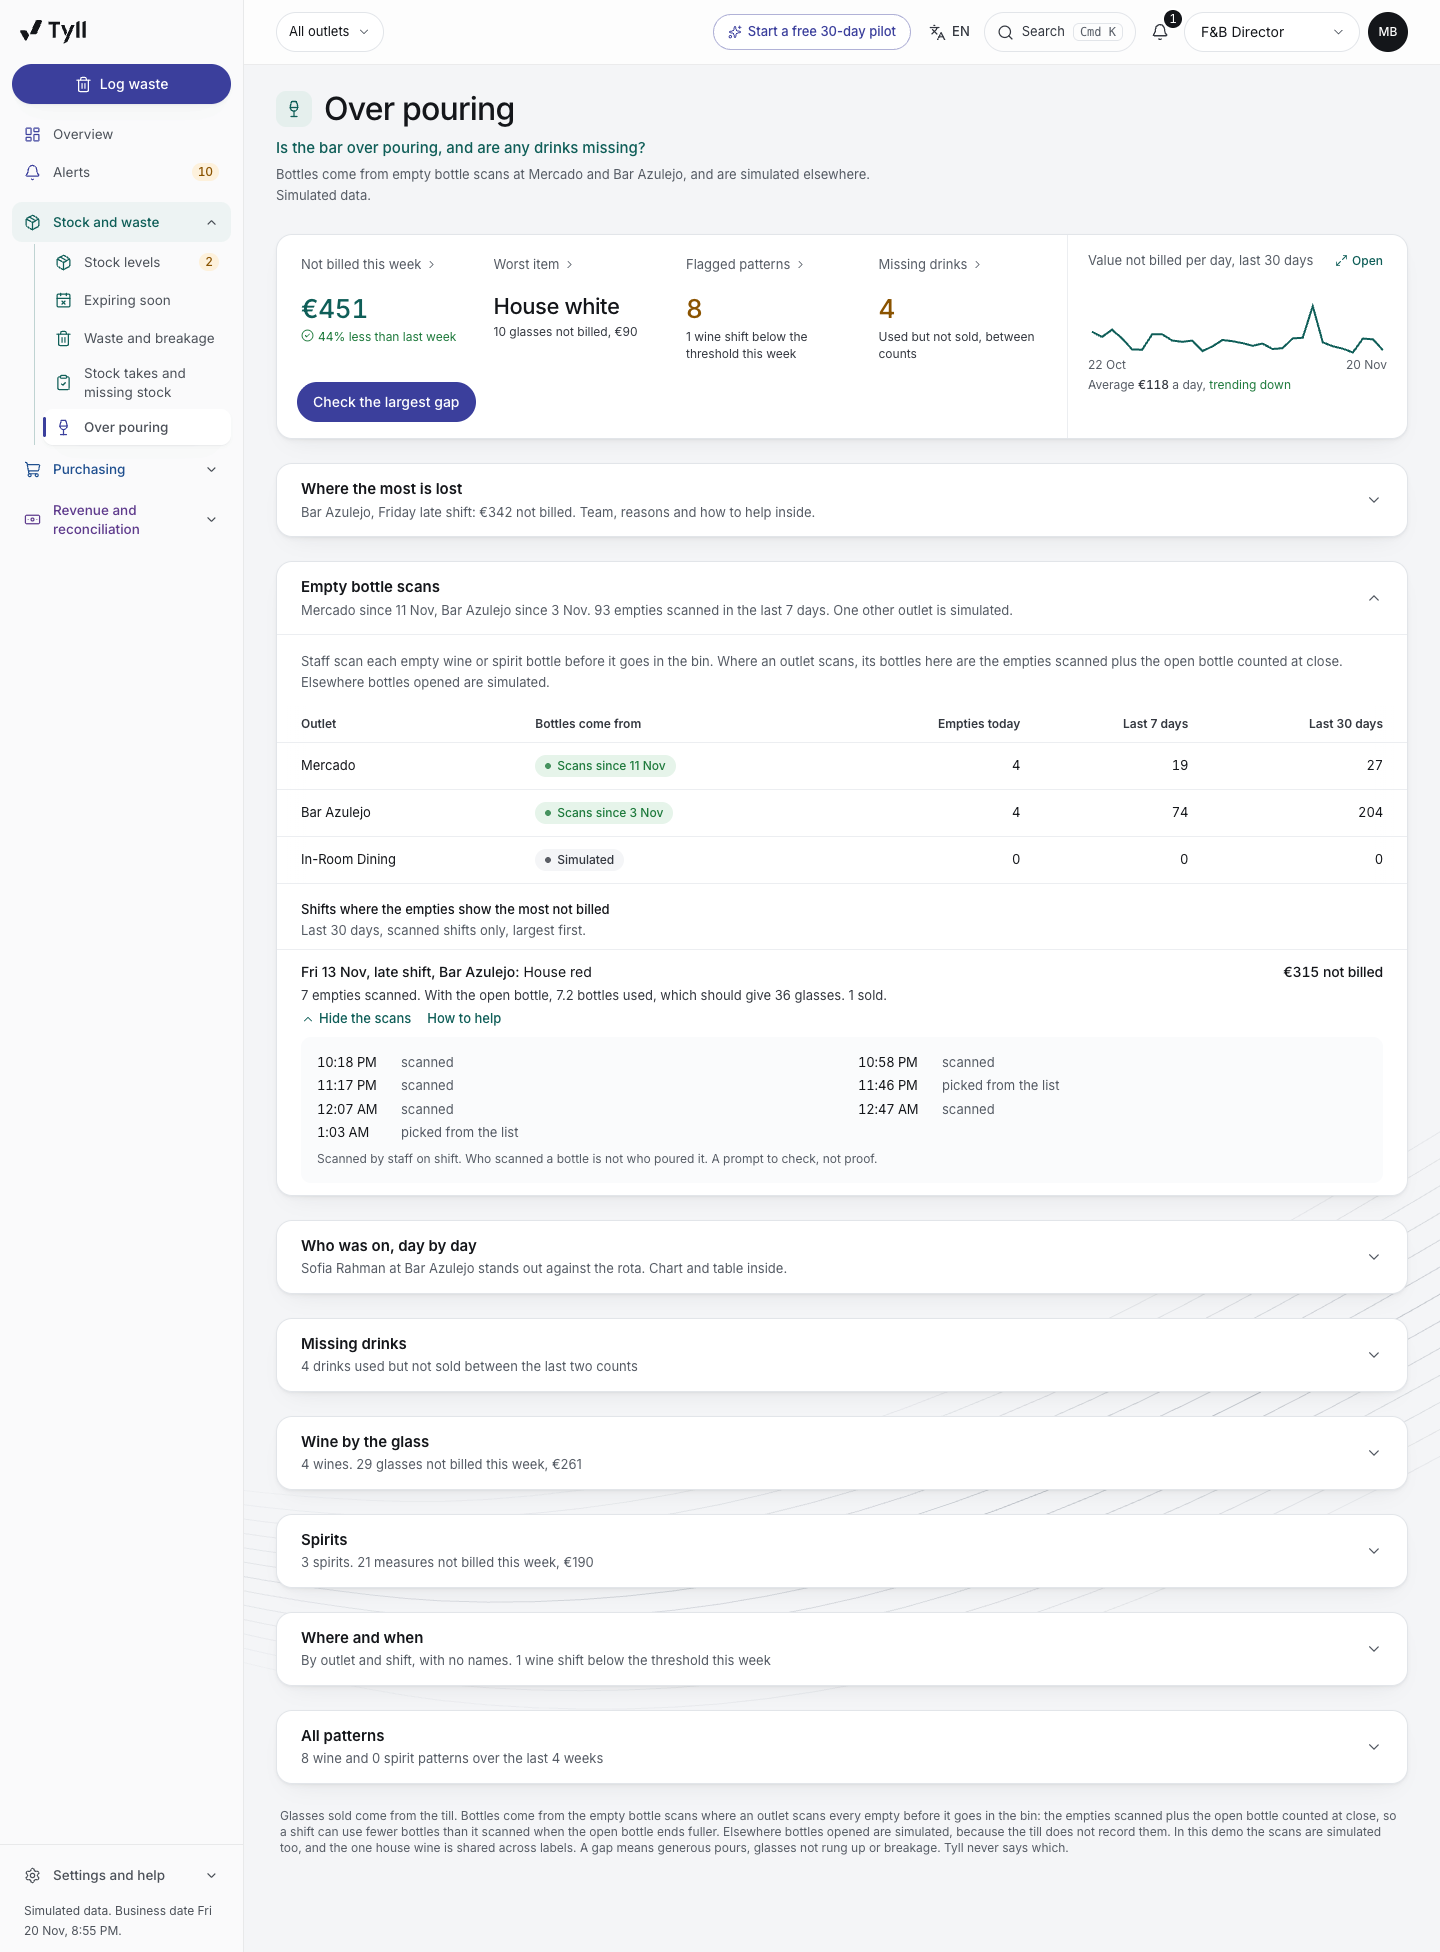 Tyll
All outlets
Start a free 30-day pilot
EN
Search Cmd K
1
F&B Director
MB
Log waste
Overview
Alerts 10
Stock and waste
Stock levels 2
Expiring soon
Waste and breakage
Stock takes and
missing stock
Over pouring
Purchasing
Revenue and
reconciliation
Settings and help
Simulated data. Business date Fri
20 Nov, 8:55 PM.
Over pouring
Is the bar over pouring, and are any drinks missing?
Bottles come from empty bottle scans at Mercado and Bar Azulejo, and are simulated elsewhere.
Simulated data.
Not billed this week
€451
44% less than last week
Worst item
House white
10 glasses not billed, €90
Flagged patterns
8
1 wine shift below the
threshold this week
Missing drinks
4
Used but not sold, between
counts
Check the largest gap
Value not billed per day, last 30 days Open
22 Oct 20 Nov
Average €118 a day, trending down
Where the most is lost
Bar Azulejo, Friday late shift: €342 not billed. Team, reasons and how to help inside.
Empty bottle scans
Mercado since 11 Nov, Bar Azulejo since 3 Nov. 93 empties scanned in the last 7 days. One other outlet is simulated.
Staff scan each empty wine or spirit bottle before it goes in the bin. Where an outlet scans, its bottles here are the empties scanned plus the open bottle counted at close.
Elsewhere bottles opened are simulated.
Outlet Bottles come from Empties today Last 7 days Last 30 days
Mercado Scans since 11 Nov 4 19 27
Bar Azulejo Scans since 3 Nov 4 74 204
In-Room Dining Simulated 0 0 0
Shifts where the empties show the most not billed
Last 30 days, scanned shifts only, largest first.
Fri 13 Nov, late shift, Bar Azulejo: House red €315 not billed
7 empties scanned. With the open bottle, 7.2 bottles used, which should give 36 glasses. 1 sold.
Hide the scans How to help
10:18 PM scanned 10:58 PM scanned
11:17 PM scanned 11:46 PM picked from the list
12:07 AM scanned 12:47 AM scanned
1:03 AM picked from the list
Scanned by staff on shift. Who scanned a bottle is not who poured it. A prompt to check, not proof.
Who was on, day by day
Sofia Rahman at Bar Azulejo stands out against the rota. Chart and table inside.
Missing drinks
4 drinks used but not sold between the last two counts
Wine by the glass
4 wines. 29 glasses not billed this week, €261
Spirits
3 spirits. 21 measures not billed this week, €190
Where and when
By outlet and shift, with no names. 1 wine shift below the threshold this week
All patterns
8 wine and 0 spirit patterns over the last 4 weeks
Glasses sold come from the till. Bottles come from the empty bottle scans where an outlet scans every empty before it goes in the bin: the empties scanned plus the open bottle counted at close, so
a shift can use fewer bottles than it scanned when the open bottle ends fuller. Elsewhere bottles opened are simulated, because the till does not record them. In this demo the scans are simulated
too, and the one house wine is shared across labels. A gap means generous pours, glasses not rung up or breakage. Tyll never says which.